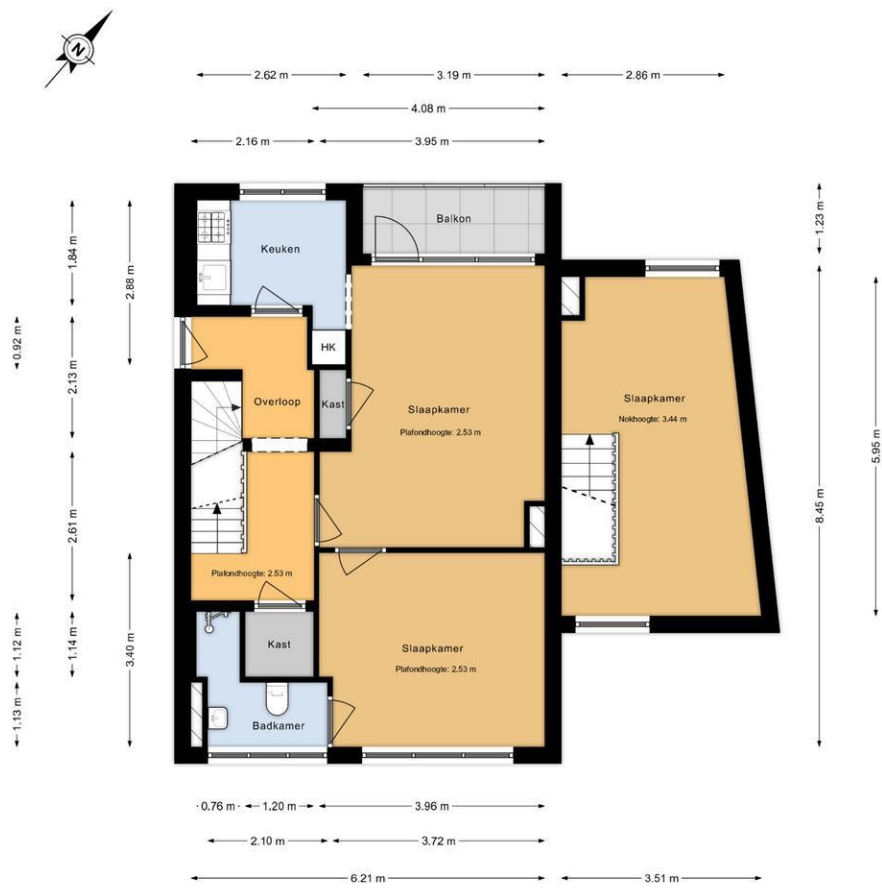 N
2.62 m
3.19 m
2.86 m
4.08 m
2.16 m
3.95 m
1.84 m
2.88 m
0.92 m
2.13 m
2.61 m
3.40 m
1.12 m
1.14 m
1.13 m
Balkon
Keuken
HK
Kast
Overloop
Slaapkamer
Plafondhoogte: 2.53 m
Slaapkamer
Nokhoogte: 3.44 m
Plafondhoogte: 2.53 m
Kast
Slaapkamer
Plafondhoogte: 2.53 m
Badkamer
1.23 m
8.45 m
5.95 m
0.76 m
1.20 m
3.96 m
2.10 m
3.72 m
6.21 m
3.51 m